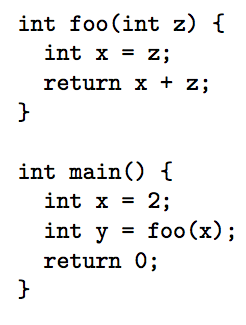 int foo(int z) {
  int x = z;
  return x + z;
}

int main() {
  int x = 2;
  int y = foo(x);
  return 0;
}